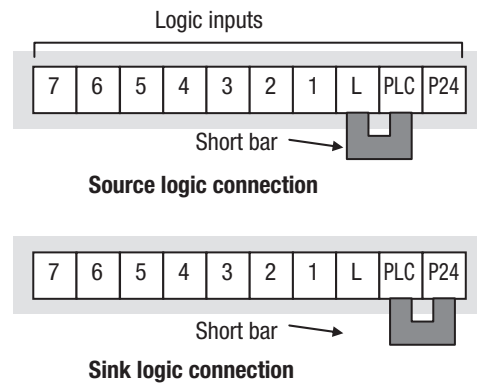 Logic inputs
7 6 5 4 3 2 1 L PLC P24
Short bar
Source logic connection
7 6 5 4 3 2 1 L PLC P24
Short bar
Sink logic connection